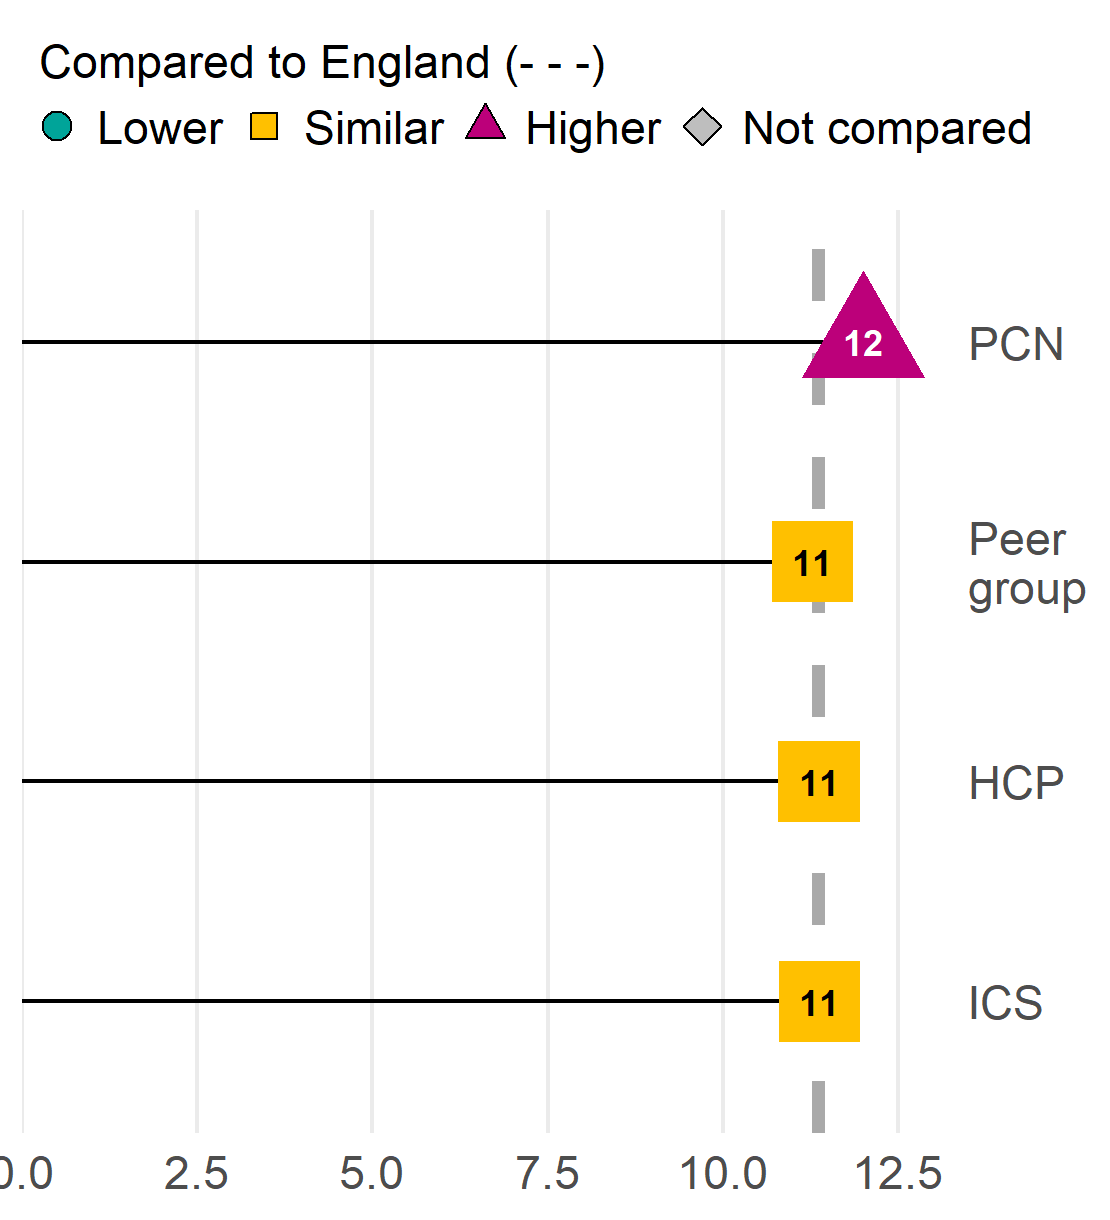 Compared to England (- - -)
Lower Similar Higher Not compared
12 PCN
11 Peer
group
11 HCP
11 ICS
0.0 2.5 5.0 7.5 10.0 12.5